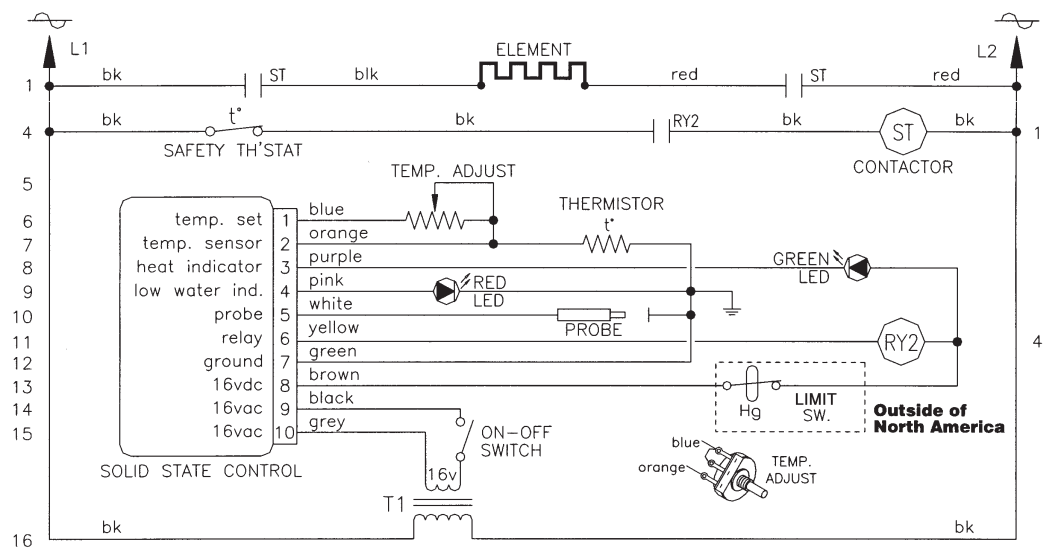 L1
ELEMENT
L2
1 bk ST blk red ST red
4 bk t° bk RY2 bk ST bk 1
SAFETY TH'STAT
CONTACTOR
5
TEMP. ADJUST
6 temp. set 1 blue
THERMISTOR
t°
7 temp. sensor 2 orange
8 heat indicator 3 purple
GREEN
LED
9 low water ind. 4 pink
RED
LED
10 probe 5 white
PROBE
11 relay 6 yellow RY2 4
12 ground 7 green
13 16vdc 8 brown
Hg
LIMIT
SW.
Outside of
North America
14 16vac 9 black
15 16vac 10 grey
ON-OFF
SWITCH
SOLID STATE CONTROL
16v
T1
blue
orange
TEMP.
ADJUST
16 bk bk